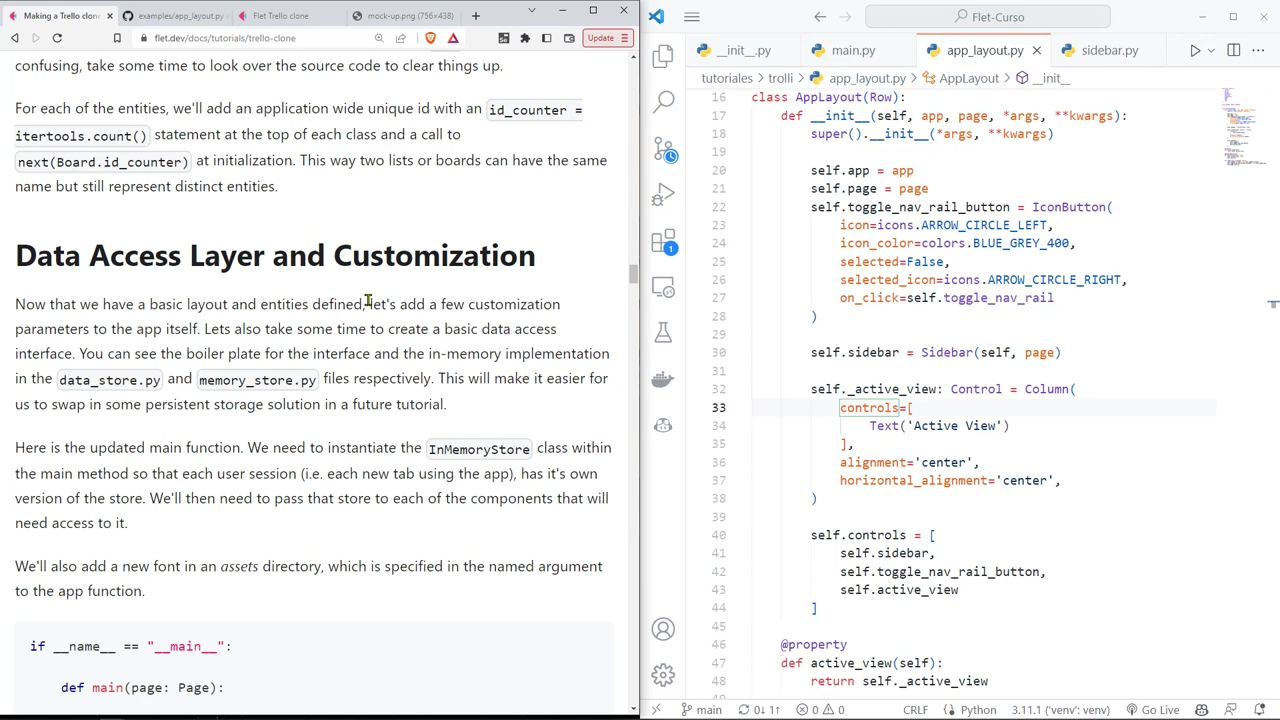 Making a Trello clone
examples/app_layout.py
Flet Trello clone
mock-up.png (756×438)
flet.dev/docs/tutorials/trello-clone
Update
confusing, take some time to look over the source code to clear things up.
For each of the entities, we'll add an application wide unique id with an id_counter =
itertools.count() statement at the top of each class and a call to
next(Board.id_counter) at initialization. This way two lists or boards can have the same
name but still represent distinct entities.
Data Access Layer and Customization
Now that we have a basic layout and entities defined, let's add a few customization
parameters to the app itself. Lets also take some time to create a basic data access
interface. You can see the boiler plate for the interface and the in-memory implementation
the data_store.py and memory_store.py files respectively. This will make it easier for
s to swap in some persistent storage solution in a future tutorial.
ere is the updated main function. We need to instantiate the InMemoryStore class within
he main method so that each user session (i.e. each new tab using the app), has it's own
version of the store. We'll then need to pass that store to each of the components that will
need access to it.
We'll also add a new font in an assets directory, which is specified in the named argument
to the app function.
if __name__ == "__main__":
def main(page: Page):
Flet-Curso
__init__.py
main.py
app_layout.py
sidebar.py
tutoriales > trolli > app_layout.py > AppLayout > __init__
16 class AppLayout(Row):
17 def __init__(self, app, page, *args, **kwargs):
18 super().__init__(*args, **kwargs)
19
20 self.app = app
21 self.page = page
22 self.toggle_nav_rail_button = IconButton(
23 icon=icons.ARROW_CIRCLE_LEFT,
24 icon_color=colors.BLUE_GREY_400,
25 selected=False,
26 selected_icon=icons.ARROW_CIRCLE_RIGHT,
27 on_click=self.toggle_nav_rail
28 )
30 self.sidebar = Sidebar(self, page)
31
32 self._active_view: Control = Column(
33 controls=[
34 Text('Active View')
35 ],
36 alignment='center',
37 horizontal_alignment='center',
38 )
39
40 self.controls = [
41 self.sidebar,
42 self.toggle_nav_rail_button,
43 self.active_view
44 ]
45
46 @property
47 def active_view(self):
48 return self._active_view
1
main
0↓ 1↑
0
0
CRLF
Python
3.11.1 ('venv': venv)
Go Live